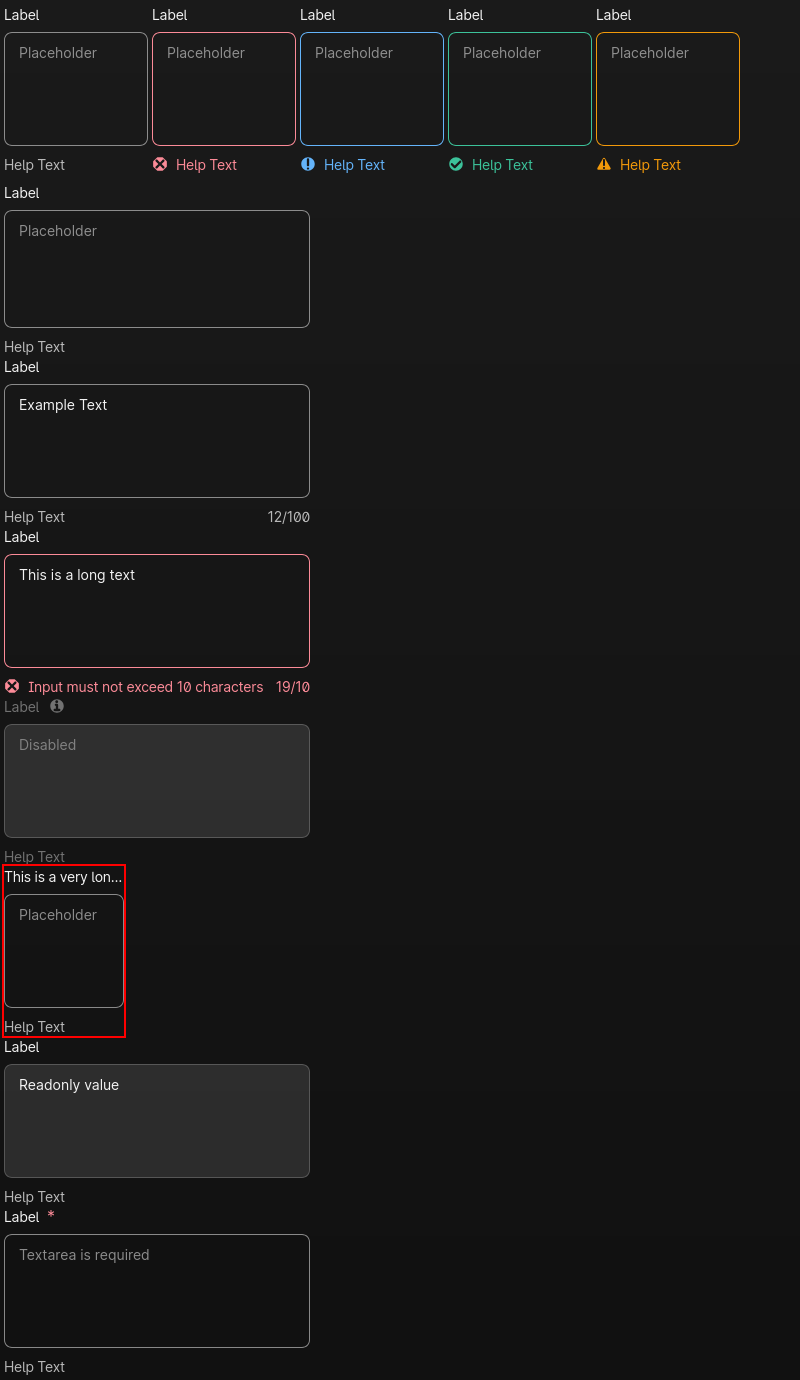 Label Label Label Label Label
Placeholder Placeholder Placeholder Placeholder Placeholder
Help Text Help Text Help Text Help Text Help Text
Label
Placeholder
Help Text
Label
Example Text
Help Text 12/100
Label
This is a long text
Input must not exceed 10 characters 19/10
Label
Disabled
Help Text
This is a very lon...
Placeholder
Help Text
Label
Readonly value
Help Text
Label *
Textarea is required
Help Text